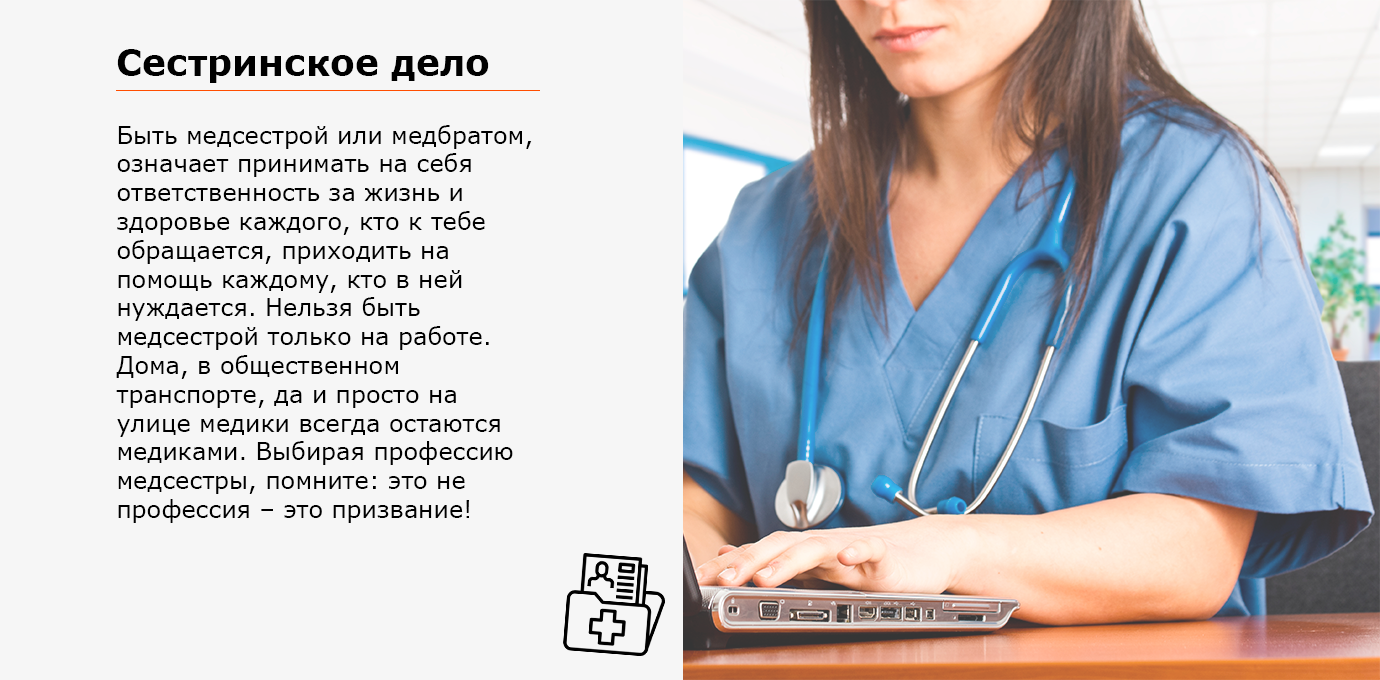 Сестринское дело
Быть медсестрой или медбратом,
означает принимать на себя
ответственность за жизнь и
здоровье каждого, кто к тебе
обращается, приходить на
помощь каждому, кто в ней
нуждается. Нельзя быть
медсестрой только на работе.
Дома, в общественном
транспорте, да и просто на
улице медики всегда остаются
медиками. Выбирая профессию
медсестры, помните: это не
профессия – это призвание!